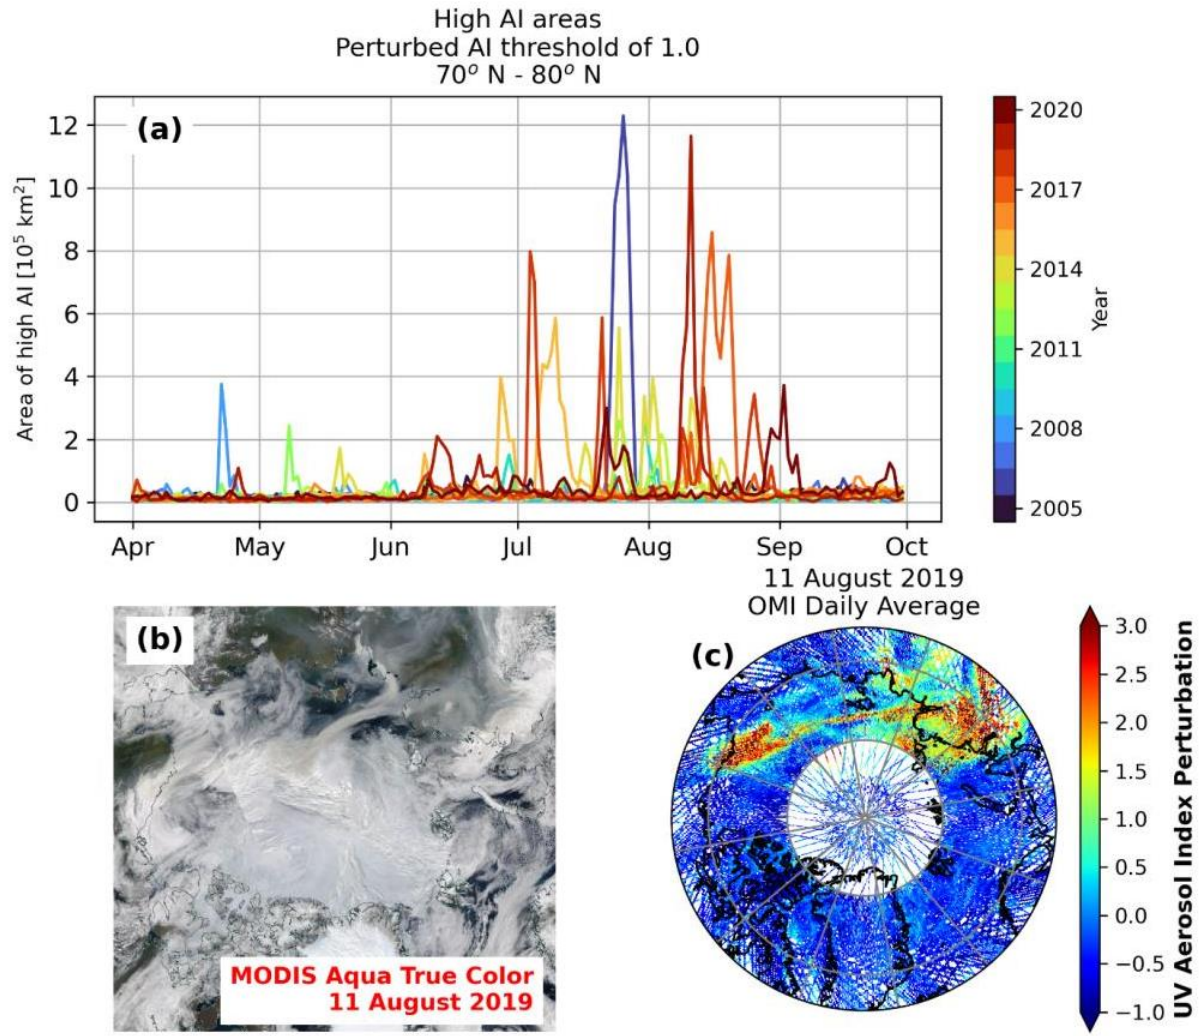 High AI areas
Perturbed AI threshold of 1.0
70° N - 80° N
(a)
Area of high AI [10⁵ km²]
12
10
8
6
4
2
0
Apr May Jun Jul Aug Sep Oct
2020
2017
2014
2011
2008
2005
Year
(b)
MODIS Aqua True Color
11 August 2019
11 August 2019
OMI Daily Average
(c)
3.0
2.5
2.0
1.5
1.0
0.5
0.0
−0.5
−1.0
UV Aerosol Index Perturbation